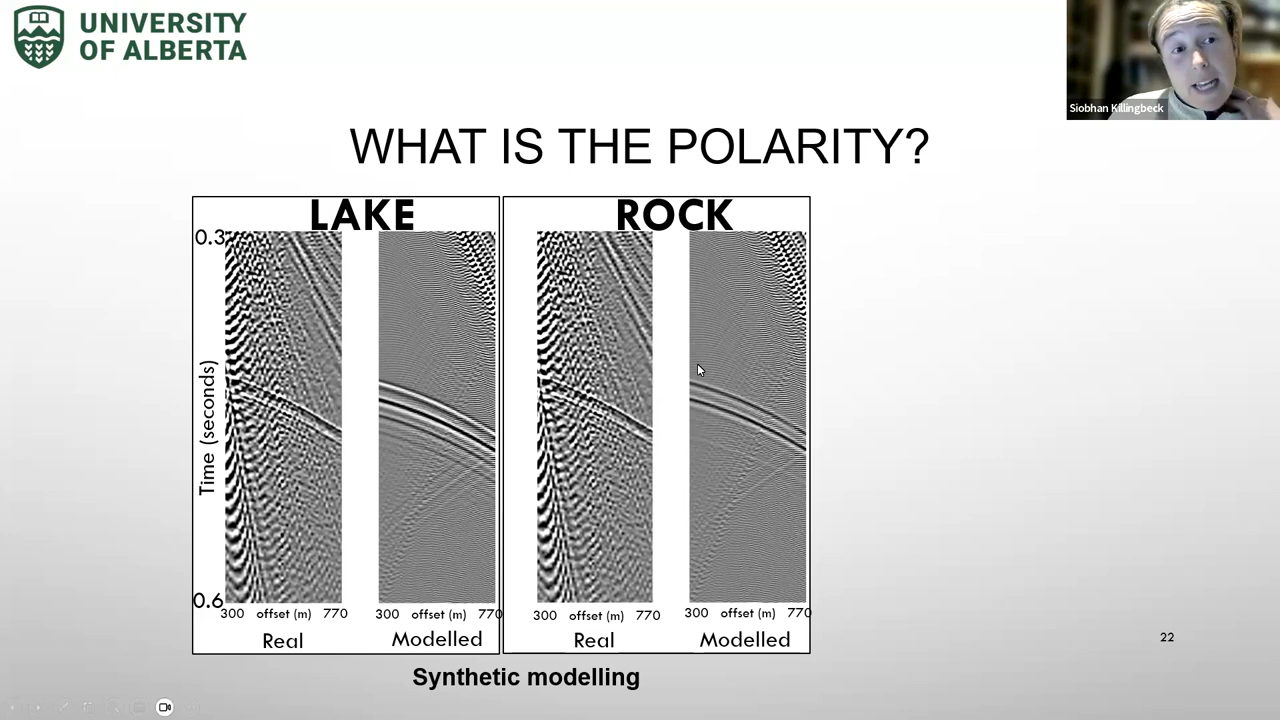 UNIVERSITY
OF ALBERTA
Siobhan Killingbeck
WHAT IS THE POLARITY?
LAKE
ROCK
0.3
Time (seconds)
0.6
300 offset (m) 770
300 offset (m) 770
300 offset (m) 770
300 offset (m) 770
Real
Modelled
Real
Modelled
22
Synthetic modelling